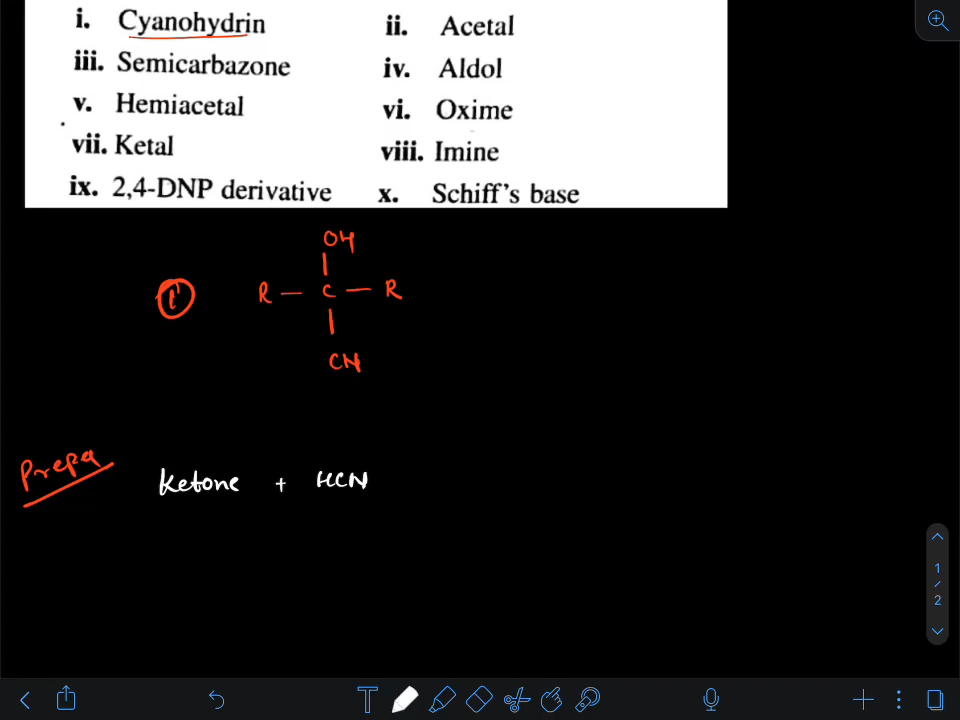 i. Cyanohydrin ii. Acetal
iii. Semicarbazone iv. Aldol
v. Hemiacetal vi. Oxime
vii. Ketal viii. Imine
ix. 2,4-DNP derivative x. Schiff's base
OH
i R — C — R
CN
Prepa Ketone + HCN
1
/
2